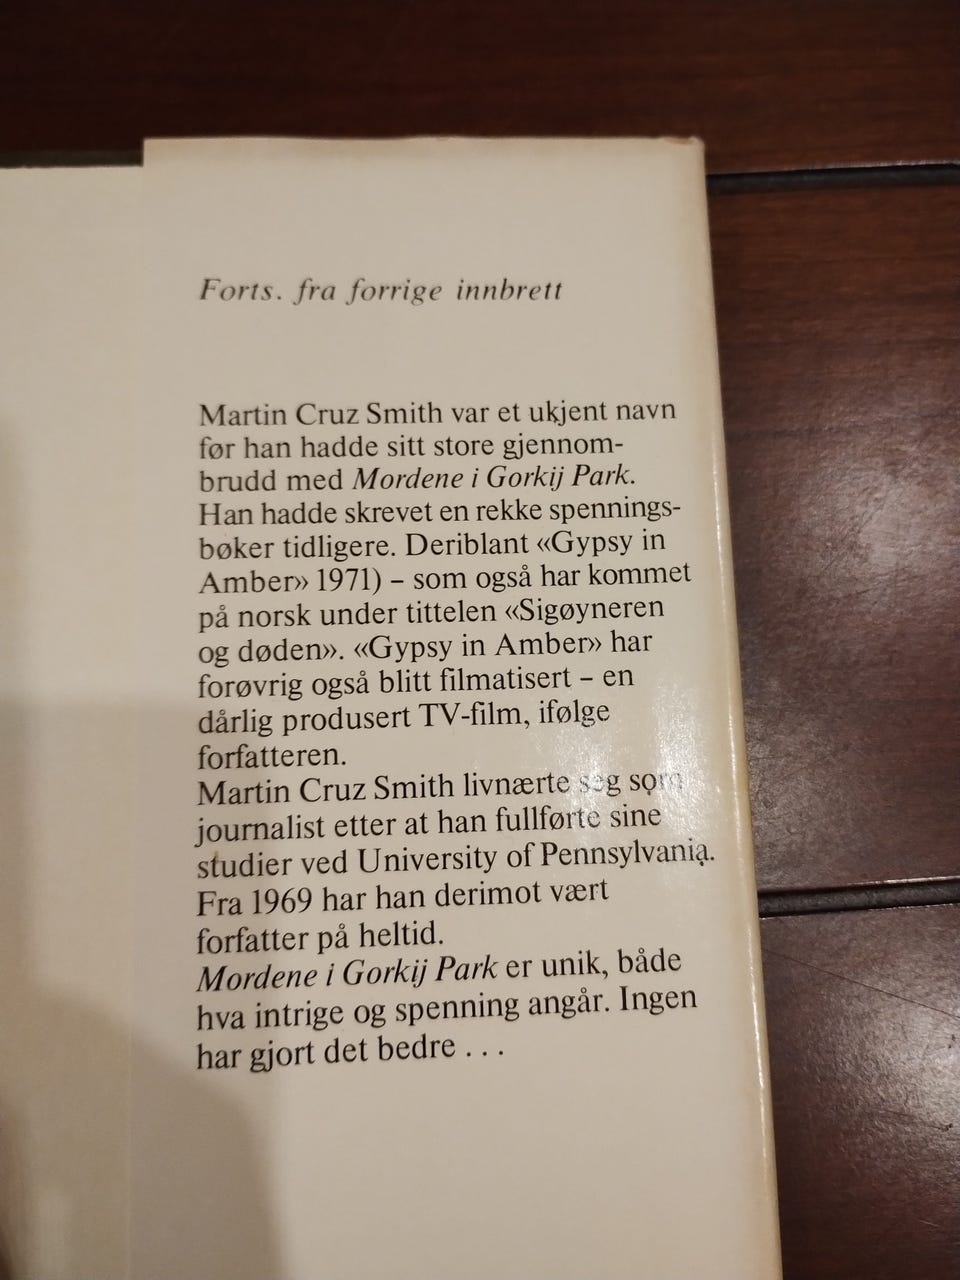 Forts. fra forrige innbrett
Martin Cruz Smith var et ukjent navn
før han hadde sitt store gjennom-
brudd med Mordene i Gorkij Park.
Han hadde skrevet en rekke spennings-
bøker tidligere. Deriblant «Gypsy in
Amber» 1971) – som også har kommet
på norsk under tittelen «Sigøyneren
og døden». «Gypsy in Amber» har
forøvrig også blitt filmatisert – en
dårlig produsert TV-film, ifølge
forfatteren.
Martin Cruz Smith livnærte seg som
journalist etter at han fullførte sine
studier ved University of Pennsylvania.
Fra 1969 har han derimot vært
forfatter på heltid.
Mordene i Gorkij Park er unik, både
hva intrige og spenning angår. Ingen
har gjort det bedre . . .